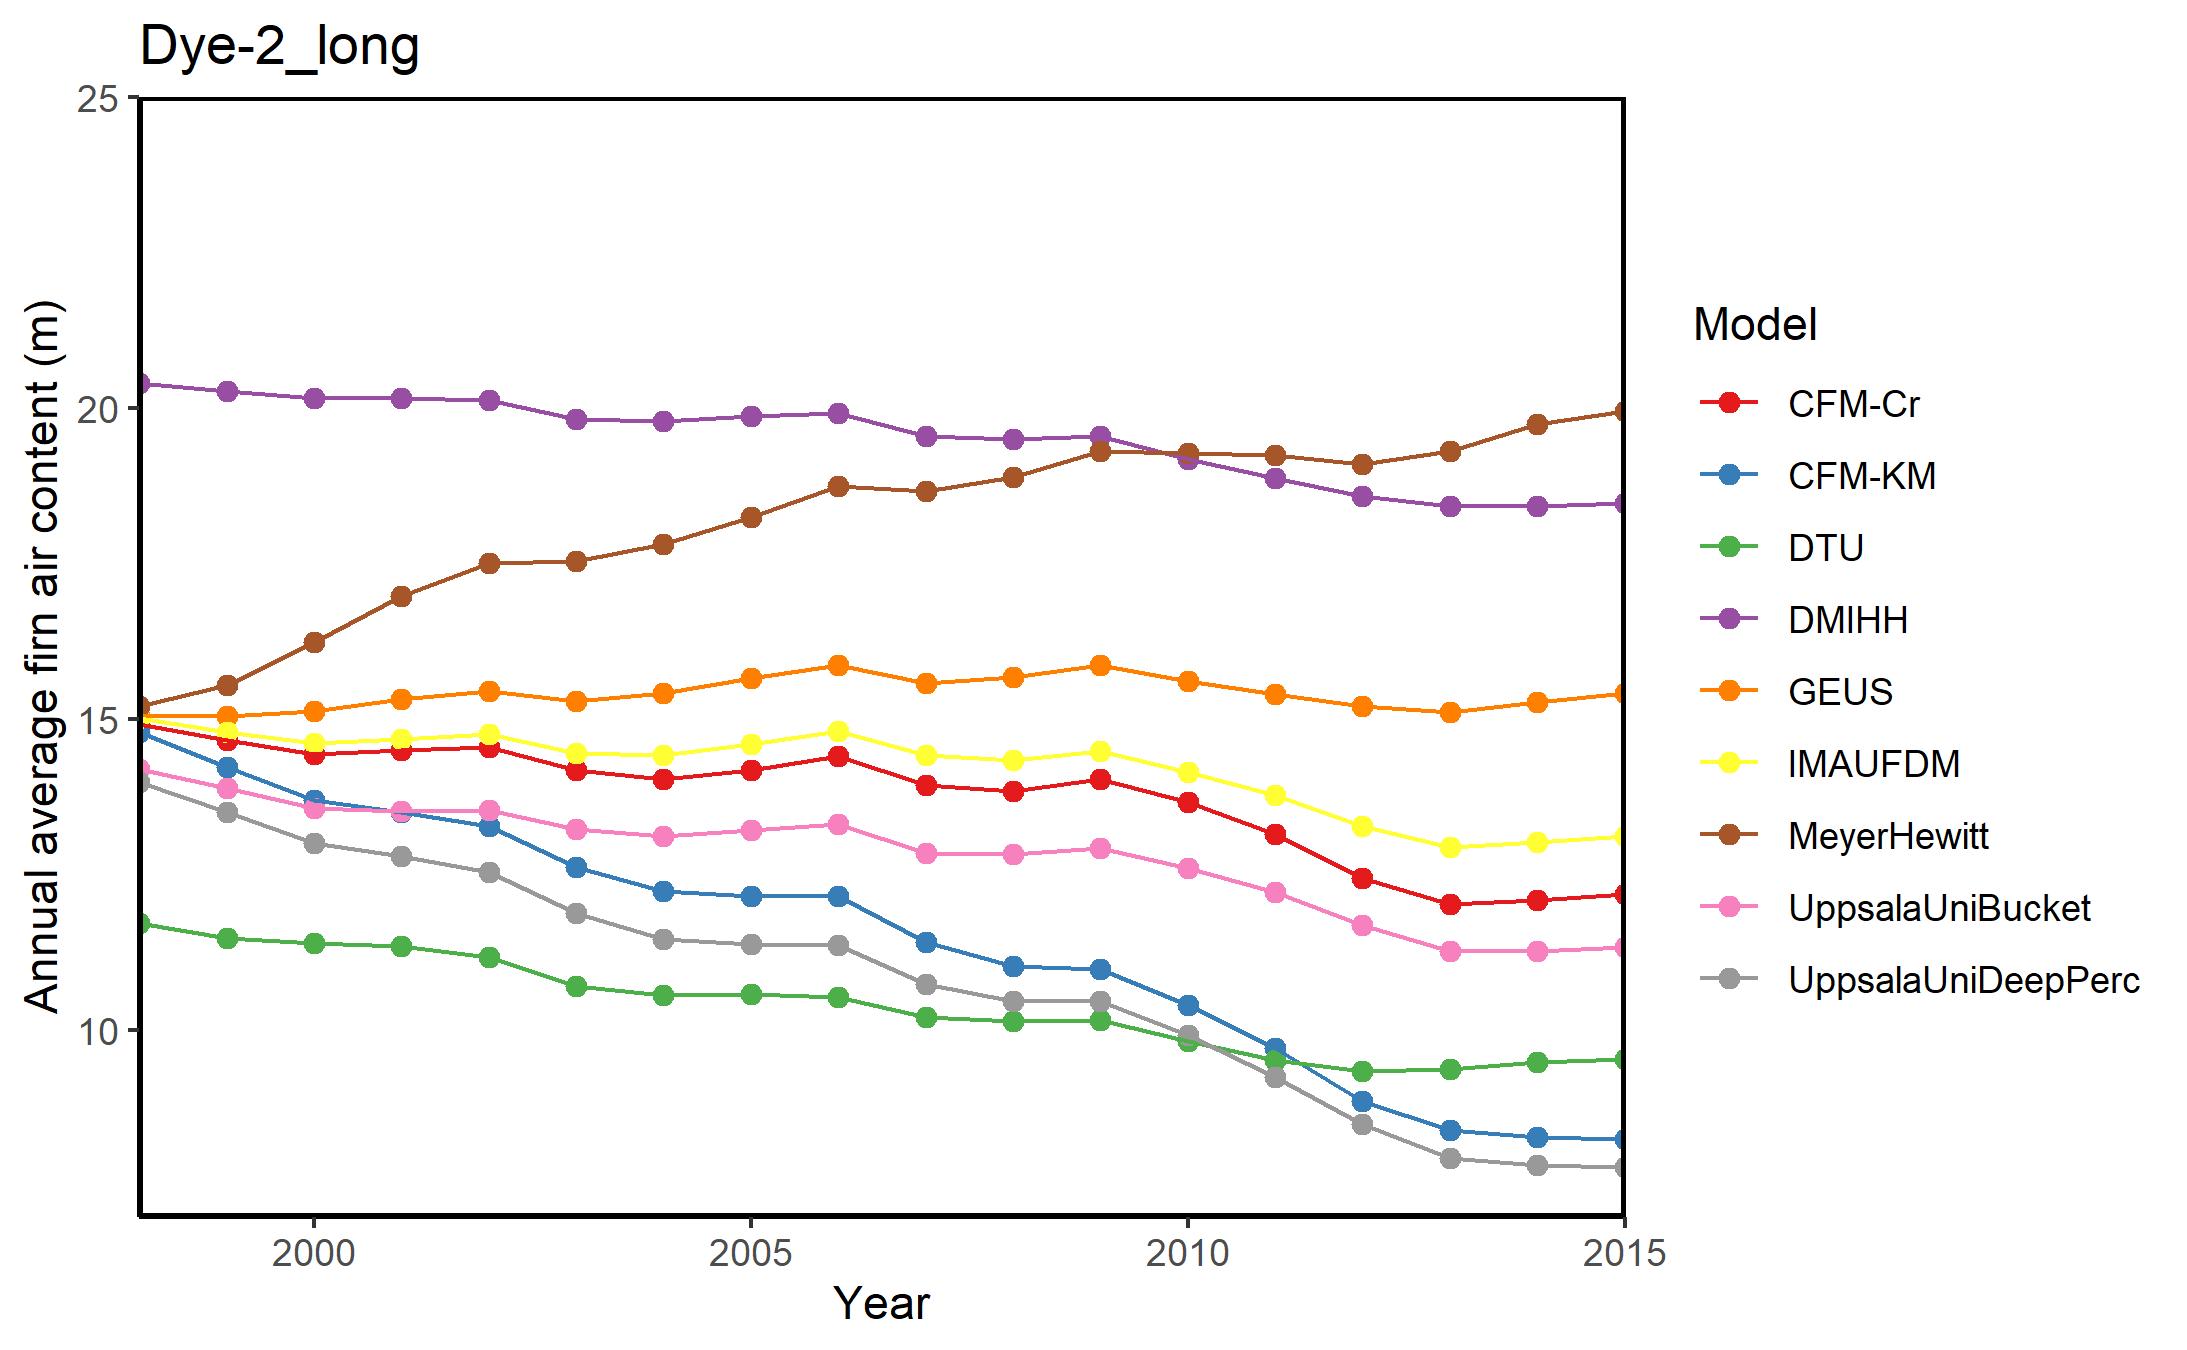 Dye-2_long
Annual average firn air content (m)
25
20
15
10
2000
2005
2010
2015
Year
Model
CFM-Cr
CFM-KM
DTU
DMIHH
GEUS
IMAUFDM
MeyerHewitt
UppsalaUniBucket
UppsalaUniDeepPerc